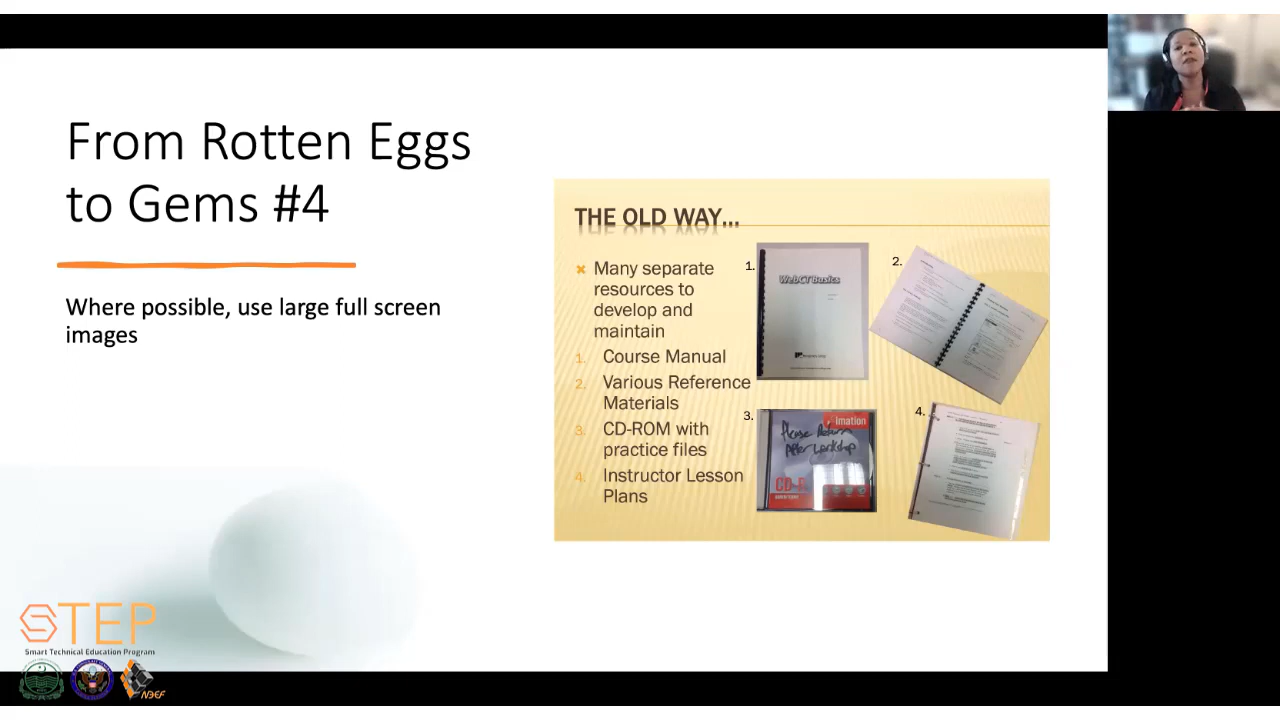 From Rotten Eggs
to Gems #4
Where possible, use large full screen
images
THE OLD WAY...
Many separate
resources to
develop and
maintain
1. Course Manual
2. Various Reference
Materials
3. CD-ROM with
practice files
4. Instructor Lesson
Plans
1.
WebCT Basics
2.
3.
imation
Please Return
After Workshop
CD-R
4.
STEP
Smart Technical Education Program
N3EF